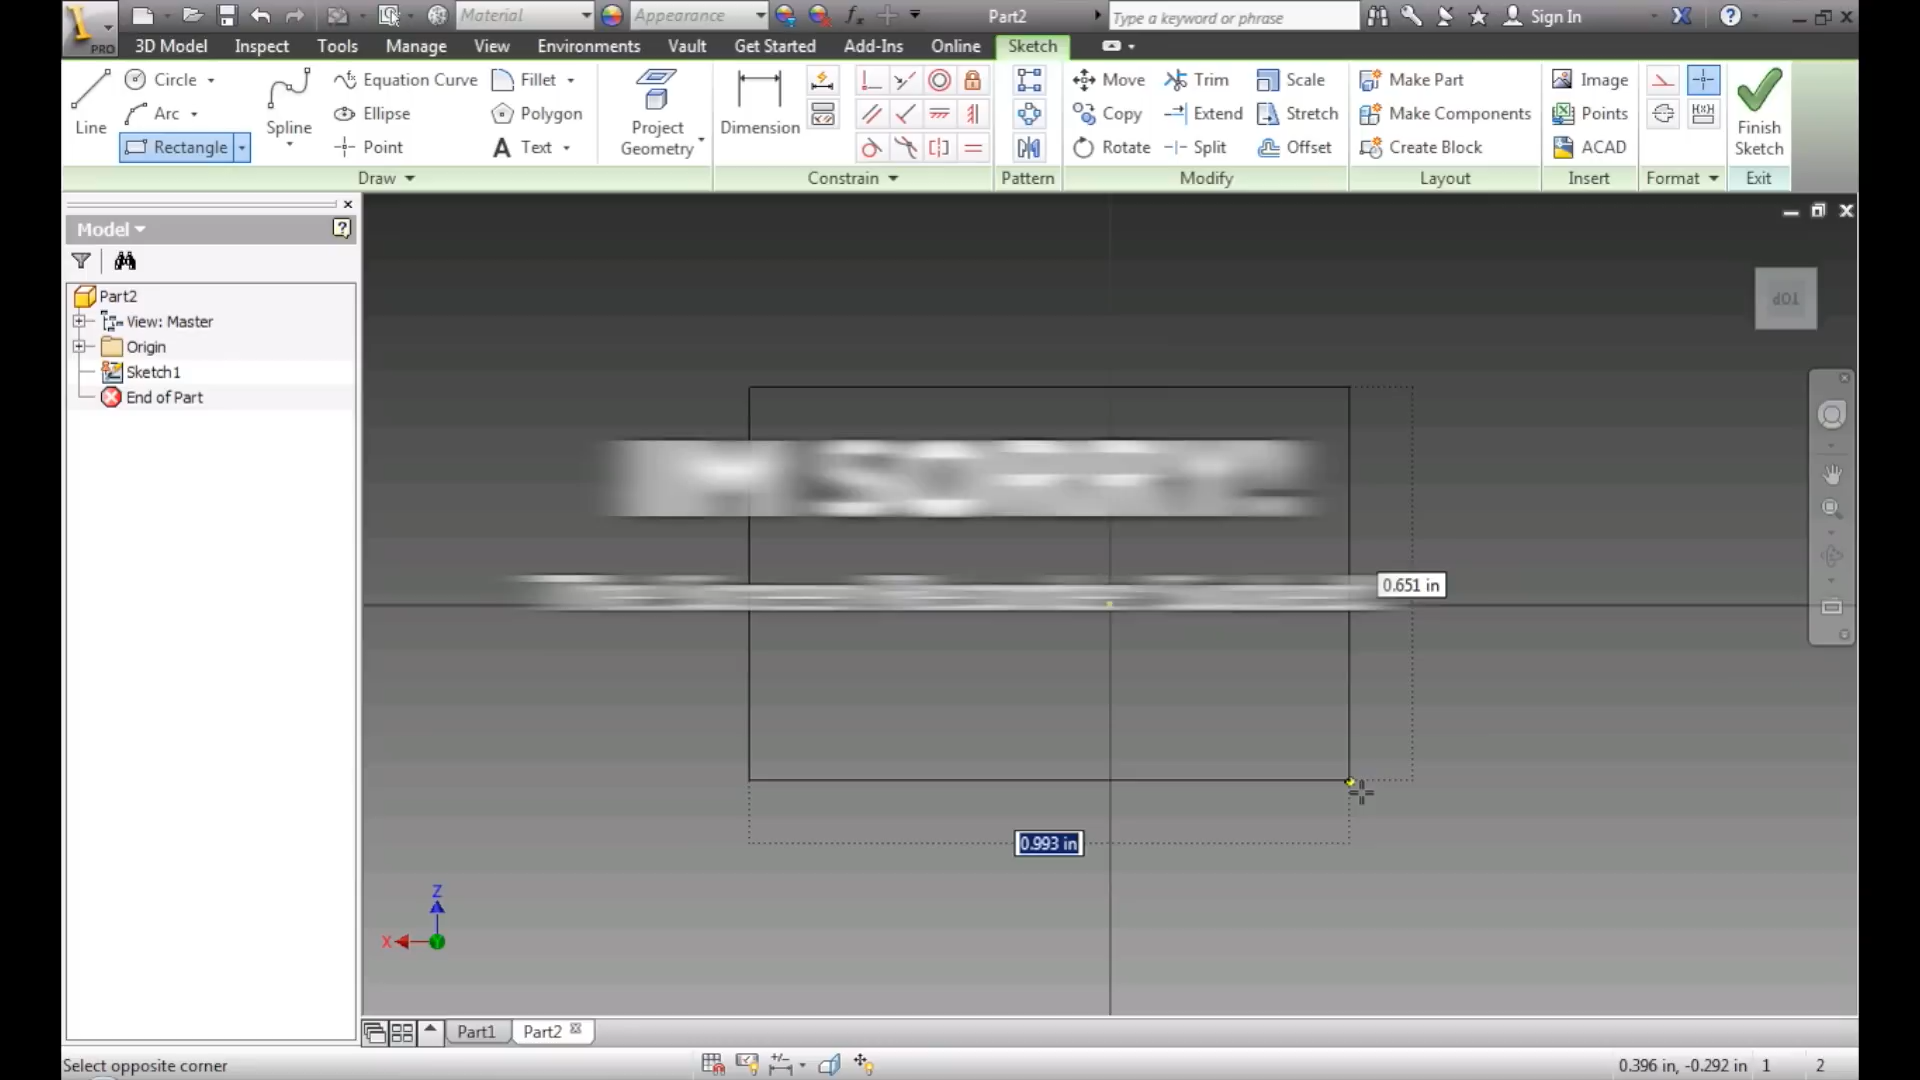 PRO
Material
Appearance
Part2
Type a keyword or phrase
Sign In
3D Model
Inspect
Tools
Manage
View
Environments
Vault
Get Started
Add-Ins
Online
Sketch
Line
Circle
Arc
Rectangle
Spline
Equation Curve
Ellipse
Point
Fillet
Polygon
Text
Project
Geometry
Dimension
Move
Copy
Rotate
Trim
Extend
Split
Scale
Stretch
Offset
Make Part
Make Components
Create Block
Image
Points
ACAD
Finish
Sketch
Draw
Constrain
Pattern
Modify
Layout
Insert
Format
Exit
Model
Part2
View: Master
Origin
Sketch1
End of Part
TOP
0.651 in
0.993 in
Z
X
Part1
Part2
Select opposite corner
0.396 in, -0.292 in
1
2